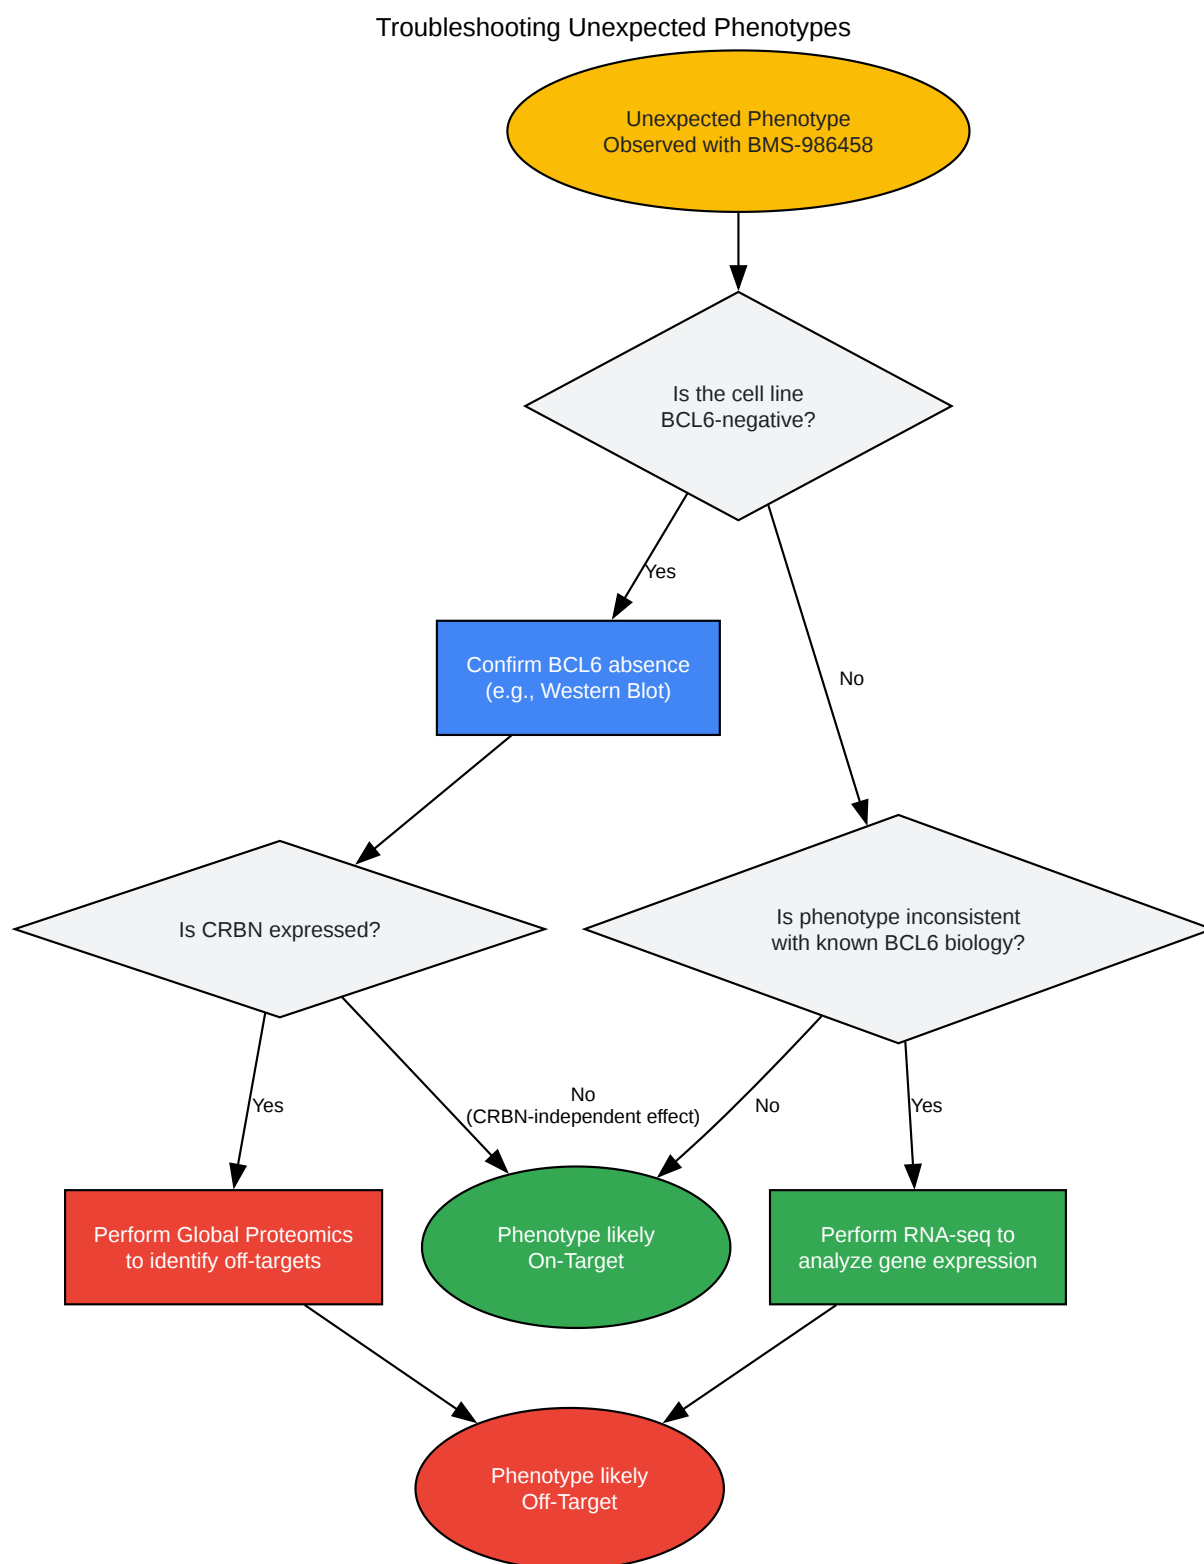 Troubleshooting Unexpected Phenotypes
Unexpected Phenotype
Observed with BMS-986458
Is the cell line
BCL6-negative?
Yes
No
Confirm BCL6 absence
(e.g., Western Blot)
Is CRBN expressed?
Is phenotype inconsistent
with known BCL6 biology?
Yes
No
(CRBN-independent effect)
No
Yes
Perform Global Proteomics
to identify off-targets
Phenotype likely
On-Target
Perform RNA-seq to
analyze gene expression
Phenotype likely
Off-Target